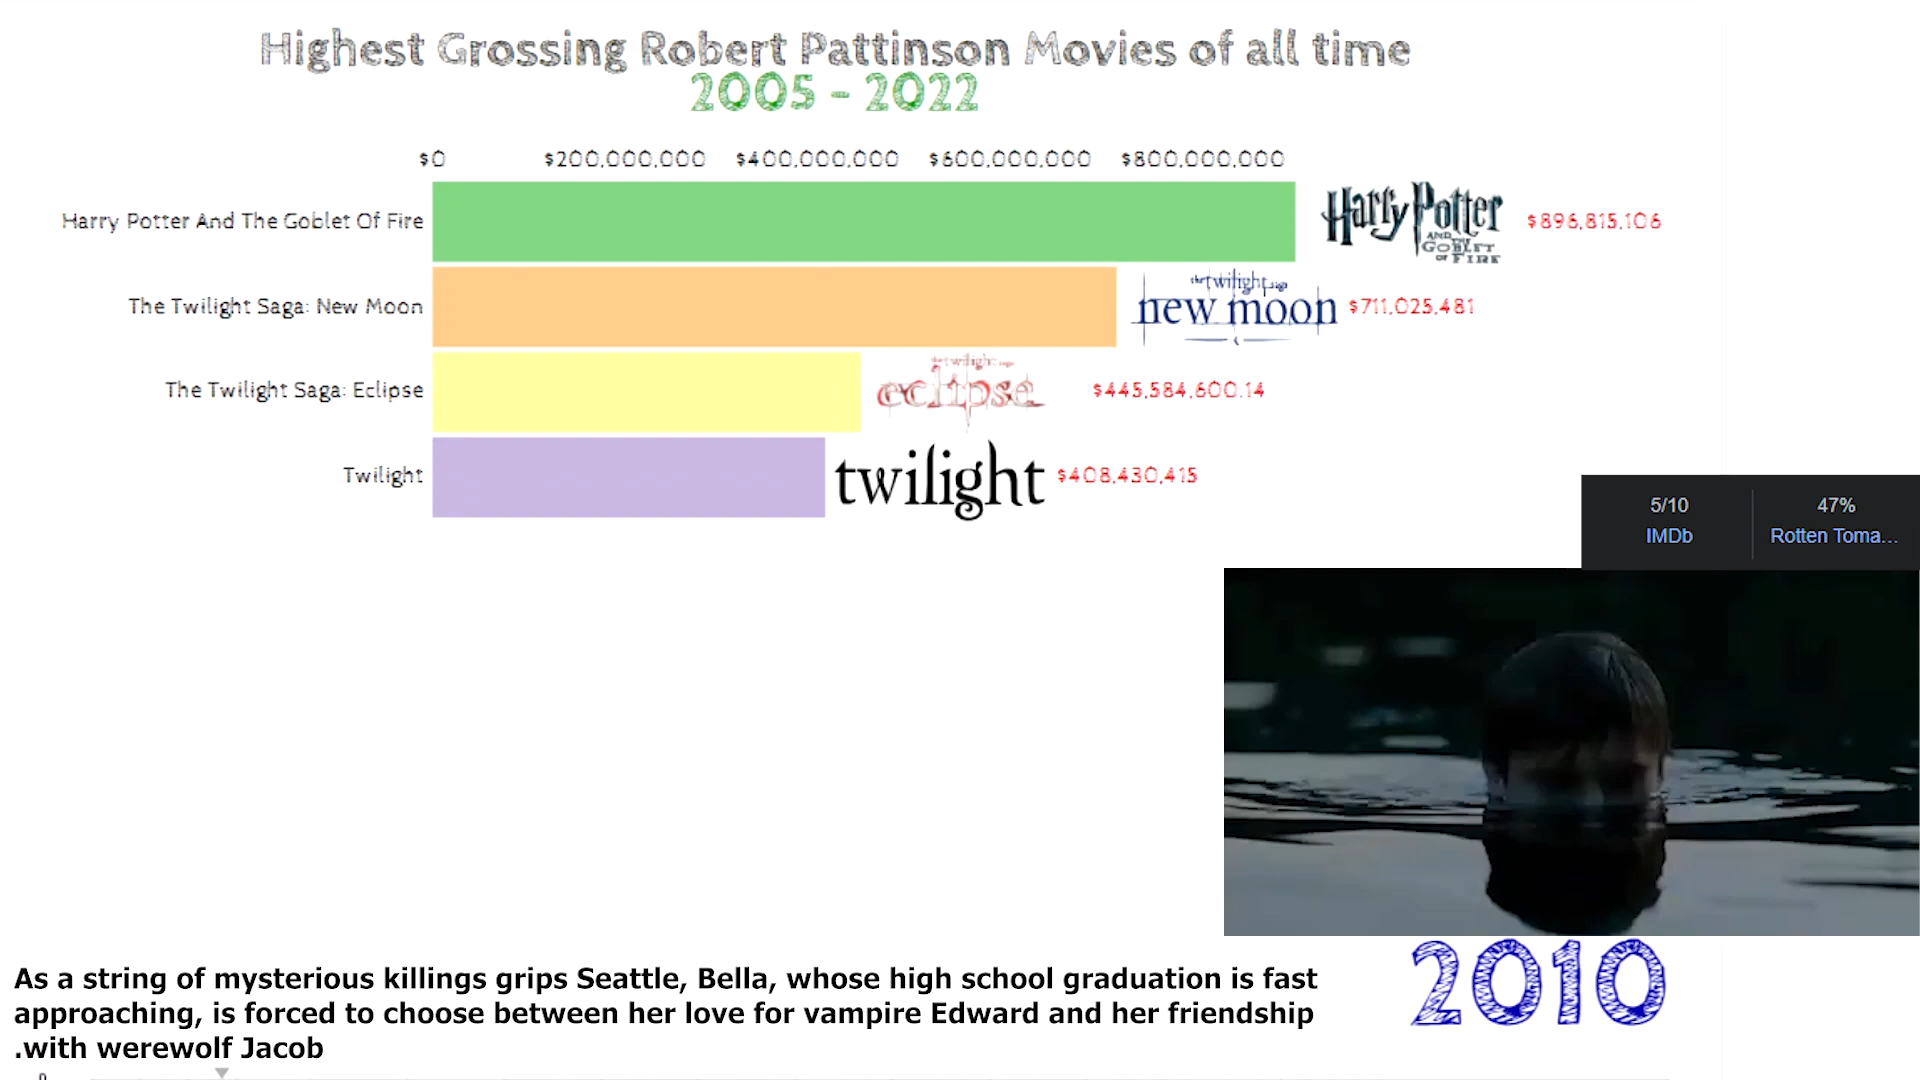 Highest Grossing Robert Pattinson Movies of all time
2005 - 2022
$0 $200,000,000 $400,000,000 $600,000,000 $800,000,000
Harry Potter And The Goblet Of Fire Harry Potter AND THE GOBLET OF FIRE $896,815,106
The Twilight Saga: New Moon the twilight saga new moon $711,025,481
The Twilight Saga: Eclipse the twilight saga eclipse $445,584,600.14
Twilight twilight $408,430,415
5/10 47%
IMDb Rotten Toma...
2010
As a string of mysterious killings grips Seattle, Bella, whose high school graduation is fast
approaching, is forced to choose between her love for vampire Edward and her friendship
.with werewolf Jacob